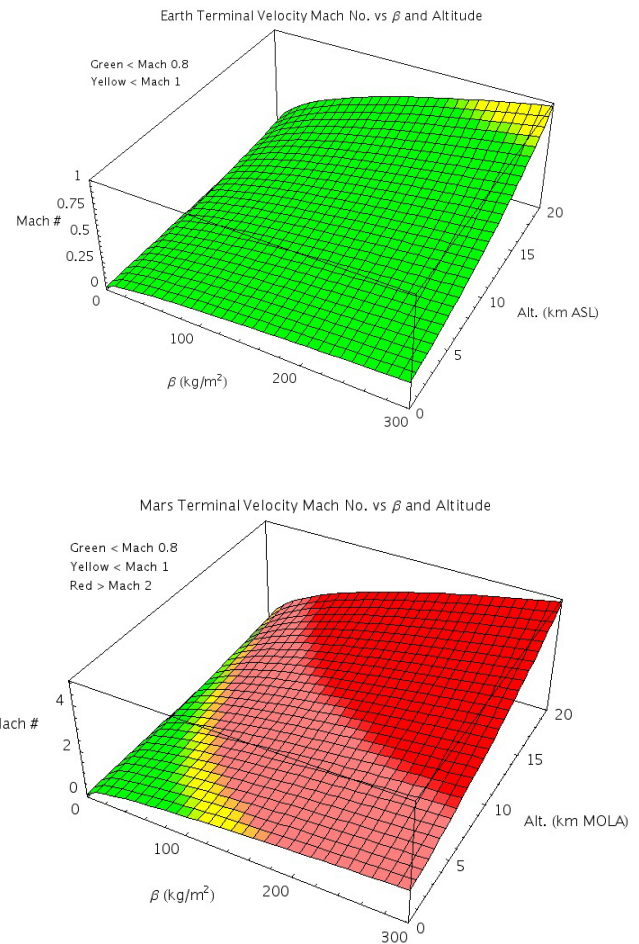 Earth Terminal Velocity Mach No. vs β and Altitude
Green < Mach 0.8
Yellow < Mach 1
1
0.75
Mach #
0.5
0.25
0
0
100
200
300
β (kg/m²)
20
15
10
Alt. (km ASL)
5
0
Mars Terminal Velocity Mach No. vs β and Altitude
Green < Mach 0.8
Yellow < Mach 1
Red > Mach 2
4
ach #
2
0
0
100
200
300
β (kg/m²)
20
15
10
Alt. (km MOLA)
5
0